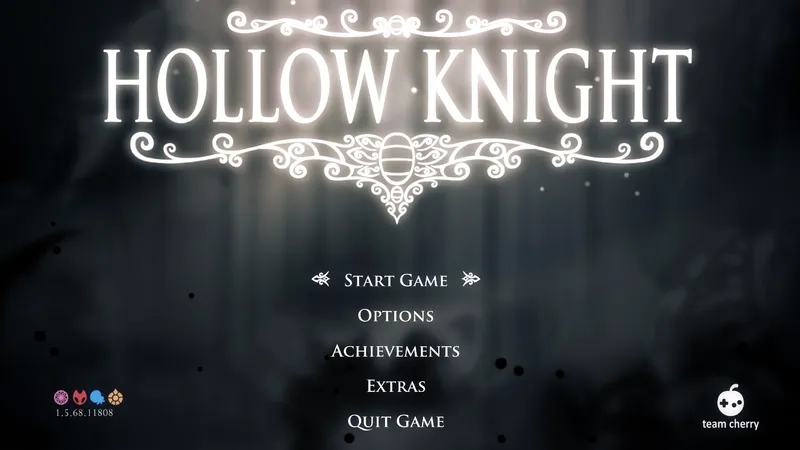 HOLLOW KNIGHT
START GAME
OPTIONS
ACHIEVEMENTS
EXTRAS
QUIT GAME
1.5.68.11808
team cherry